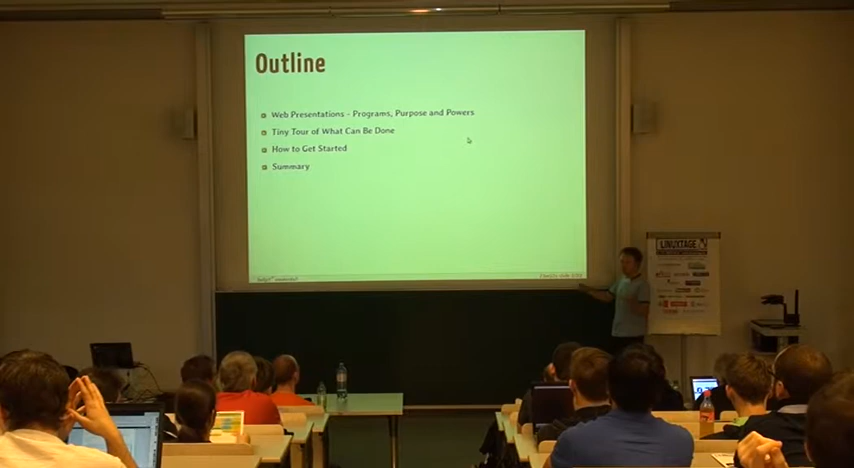 Outline
Web Presentations - Programs, Purpose and Powers
Tiny Tour of What Can Be Done
How to Get Started
Summary
LINUXTAGE